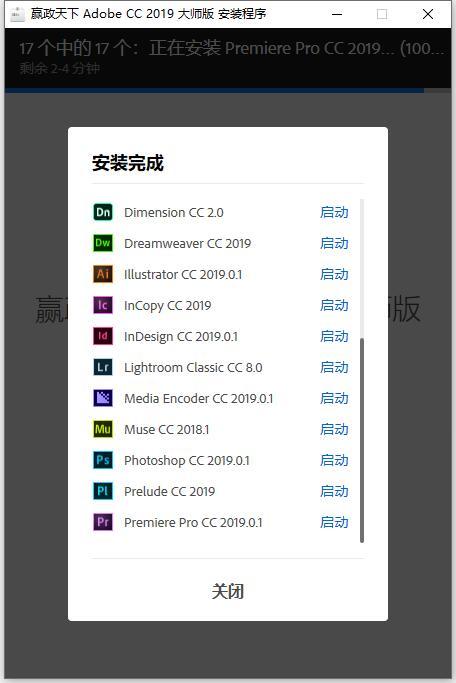 赢政天下 Adobe CC 2019 大师版 安装程序
17 个中的 17 个：正在安装 Premiere Pro CC 2019... (100...
剩余 2-4 分钟
安装完成
Dn Dimension CC 2.0 启动
Dw Dreamweaver CC 2019 启动
Ai Illustrator CC 2019.0.1 启动
Ic InCopy CC 2019 启动
Id InDesign CC 2019.0.1 启动
Lr Lightroom Classic CC 8.0 启动
Media Encoder CC 2019.0.1 启动
Mu Muse CC 2018.1 启动
赢 版
Ps Photoshop CC 2019.0.1 启动
Pl Prelude CC 2019 启动
Pr Premiere Pro CC 2019.0.1 启动
关闭